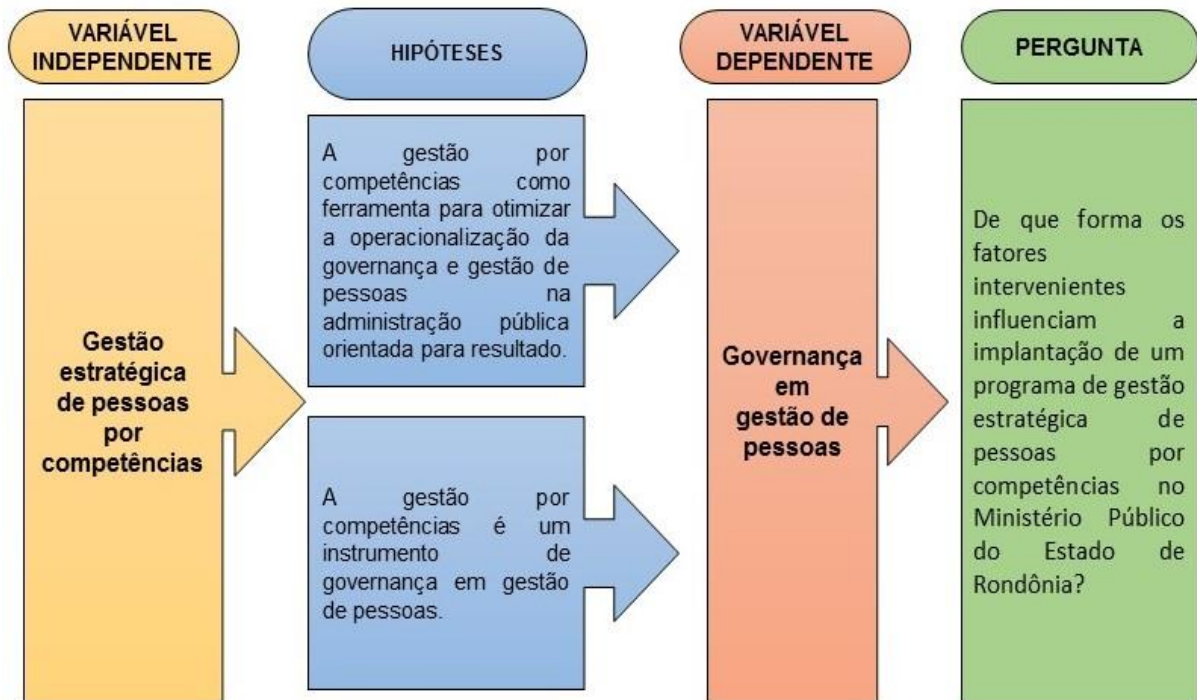 VARIÁVEL
INDEPENDENTE
HIPÓTESES
VARIÁVEL
DEPENDENTE
PERGUNTA
Gestão
estratégica
de pessoas
por
competências
A gestão por
competências como
ferramenta para otimizar
a operacionalização da
governança e gestão de
pessoas na
administração pública
orientada para resultado.
A gestão por
competências é um
instrumento de
governança em gestão
de pessoas.
Governança
em
gestão de
pessoas
De que forma os
fatores
intervenientes
influenciam a
implantação de um
programa de gestão
estratégica de
pessoas por
competências no
Ministério Público
do Estado de
Rondônia?